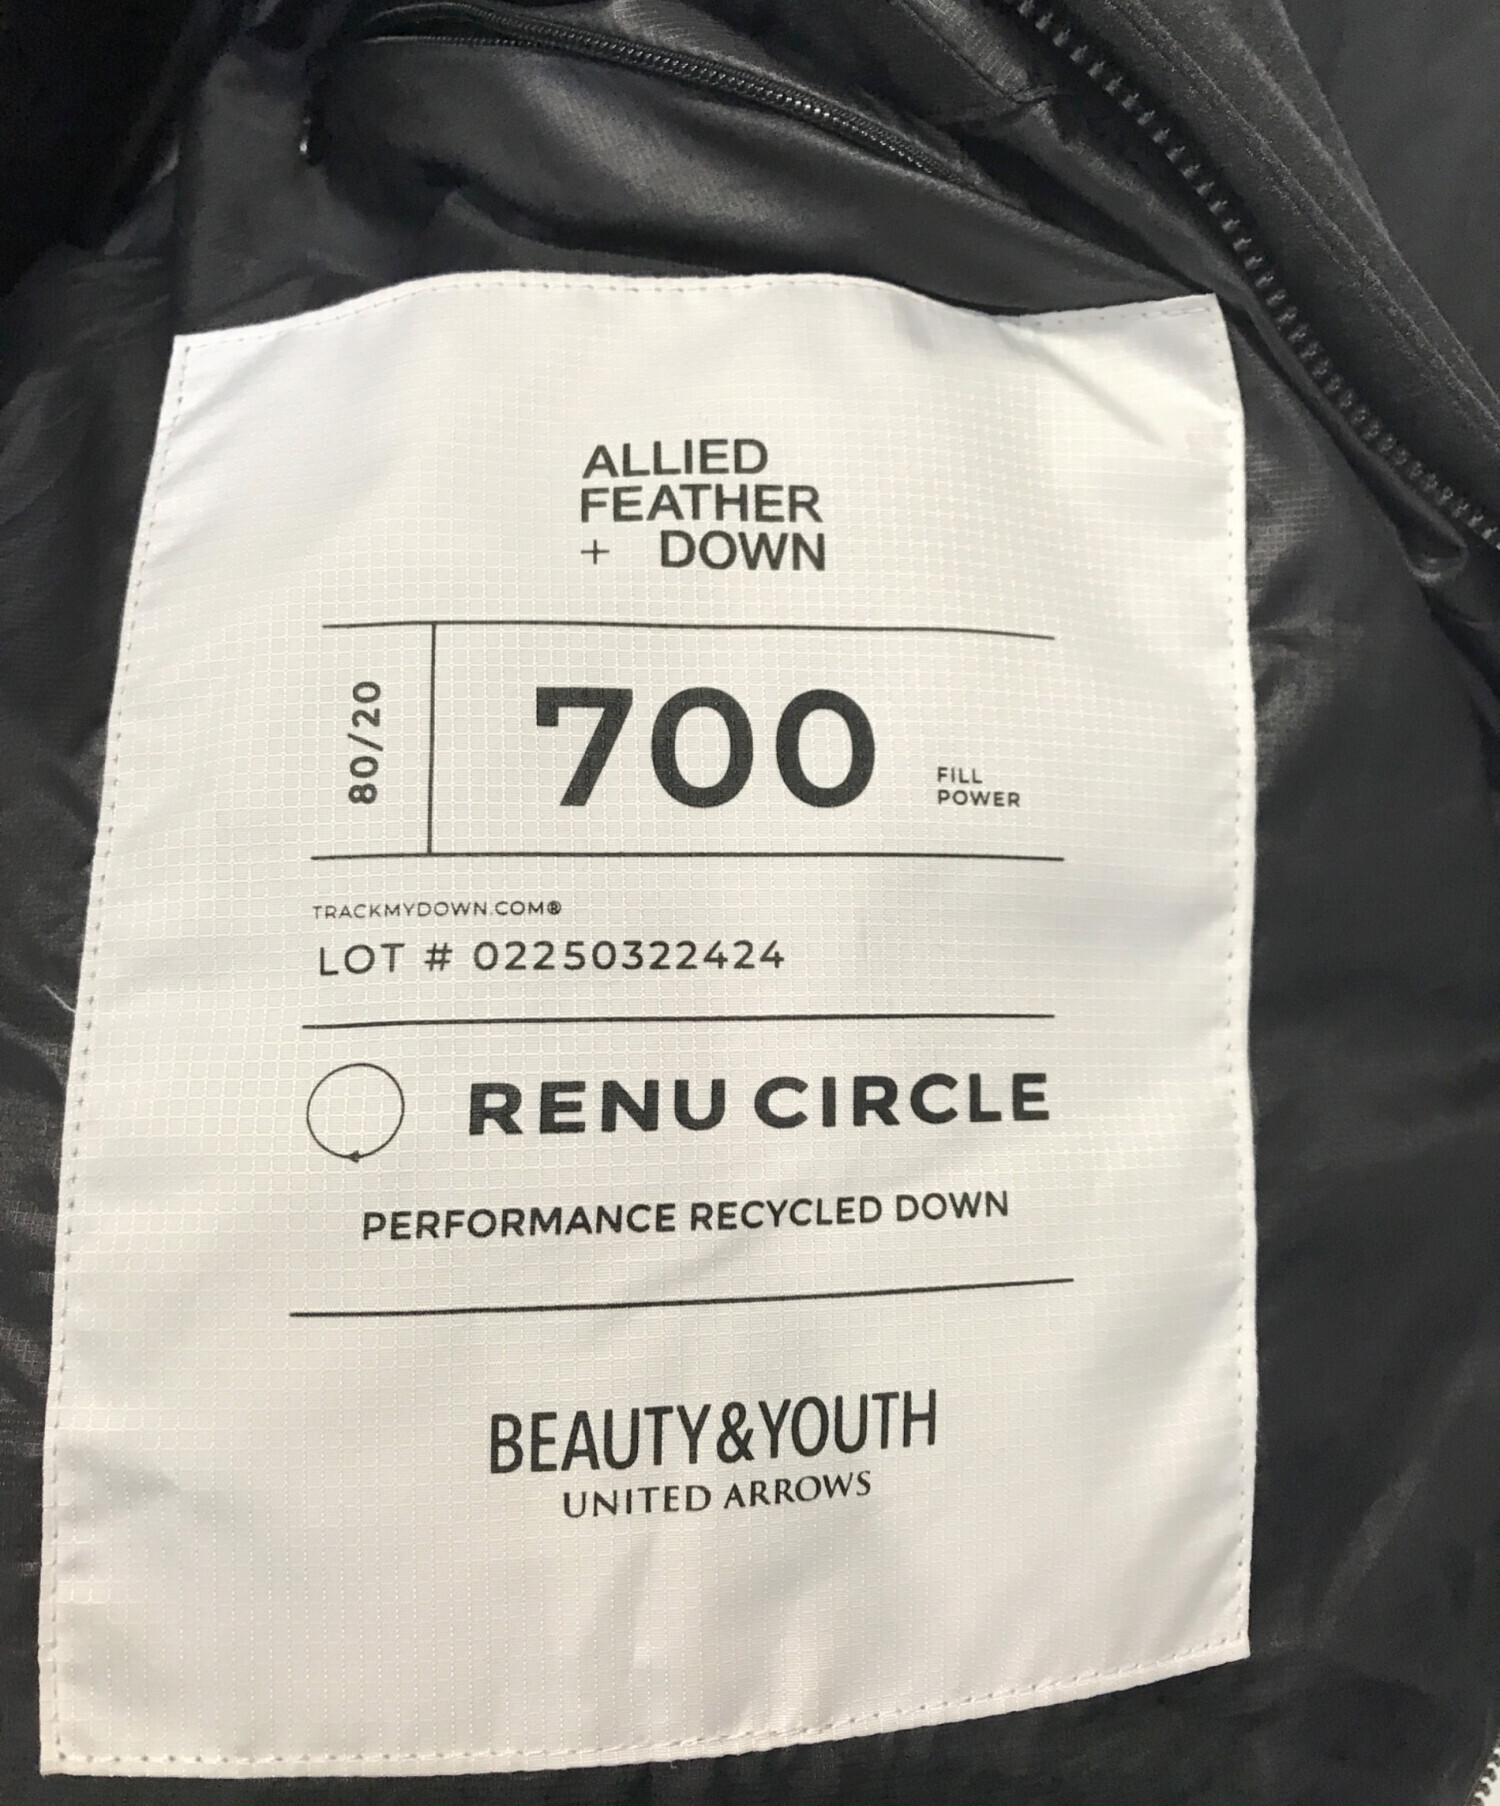 ALLIED
FEATHER
+ DOWN
80/20
700
FILL
POWER
TRACKMYDOWN.COM®
LOT # 02250322424
RENU CIRCLE
PERFORMANCE RECYCLED DOWN
BEAUTY&YOUTH
UNITED ARROWS